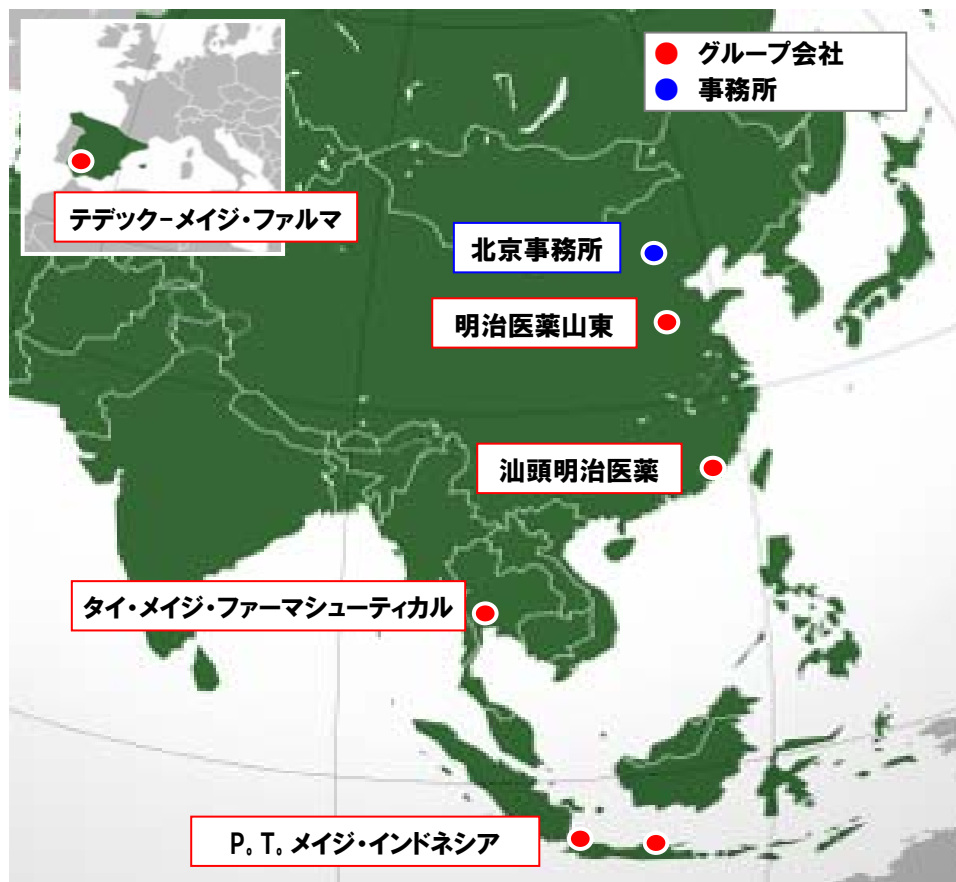 グループ会社
事務所
テデック-メイジ・ファルマ
北京事務所
明治医薬山東
汕頭明治医薬
タイ・メイジ・ファーマシューティカル
P.T.メイジ・インドネシア